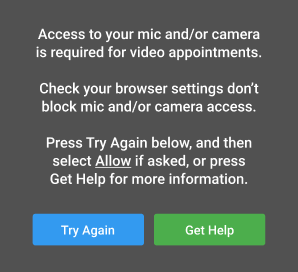 Access to your mic and/or camera
is required for video appointments.
Check your browser settings don’t
block mic and/or camera access.
Press Try Again below, and then
select Allow if asked, or press
Get Help for more information.
Try Again
Get Help